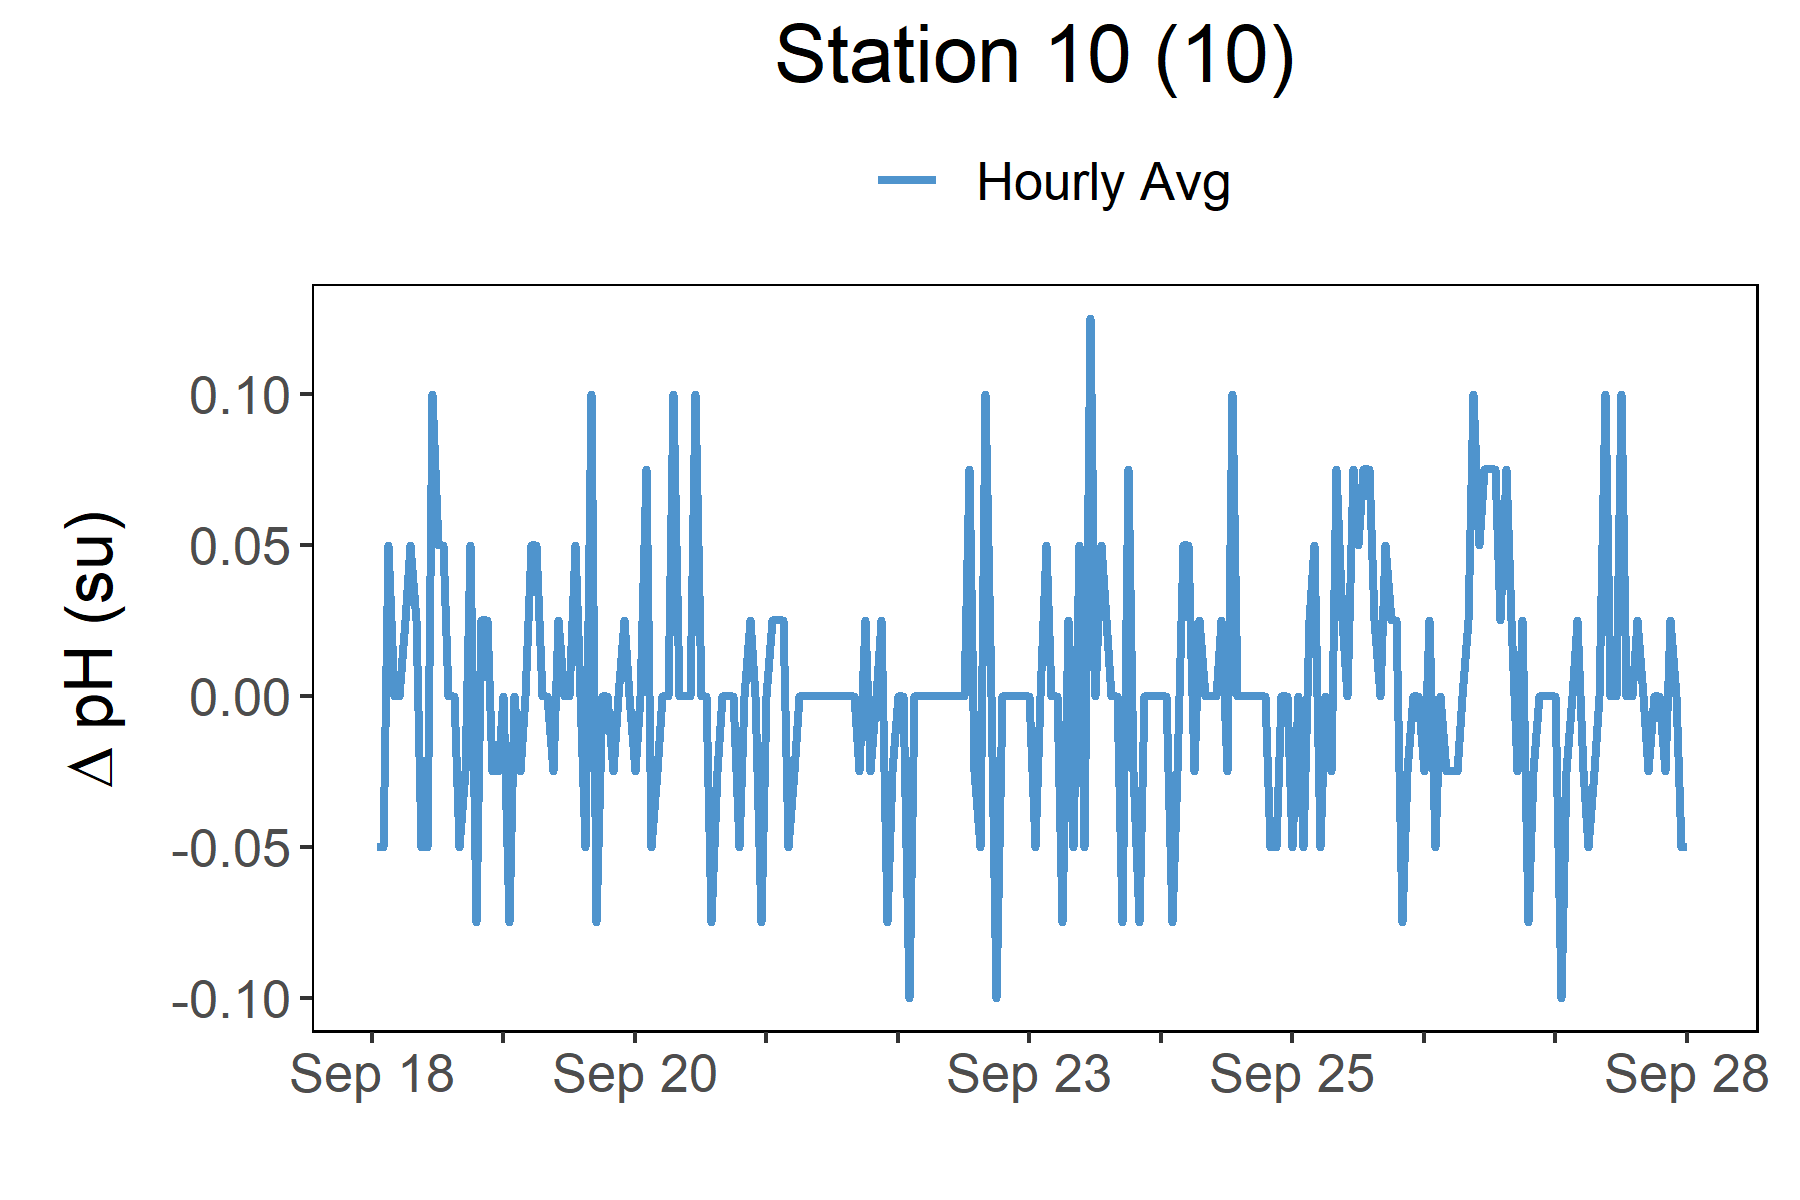 Station 10 (10)
Hourly Avg
Δ pH (su)
0.10
0.05
0.00
-0.05
-0.10
Sep 18 Sep 20 Sep 23 Sep 25 Sep 28